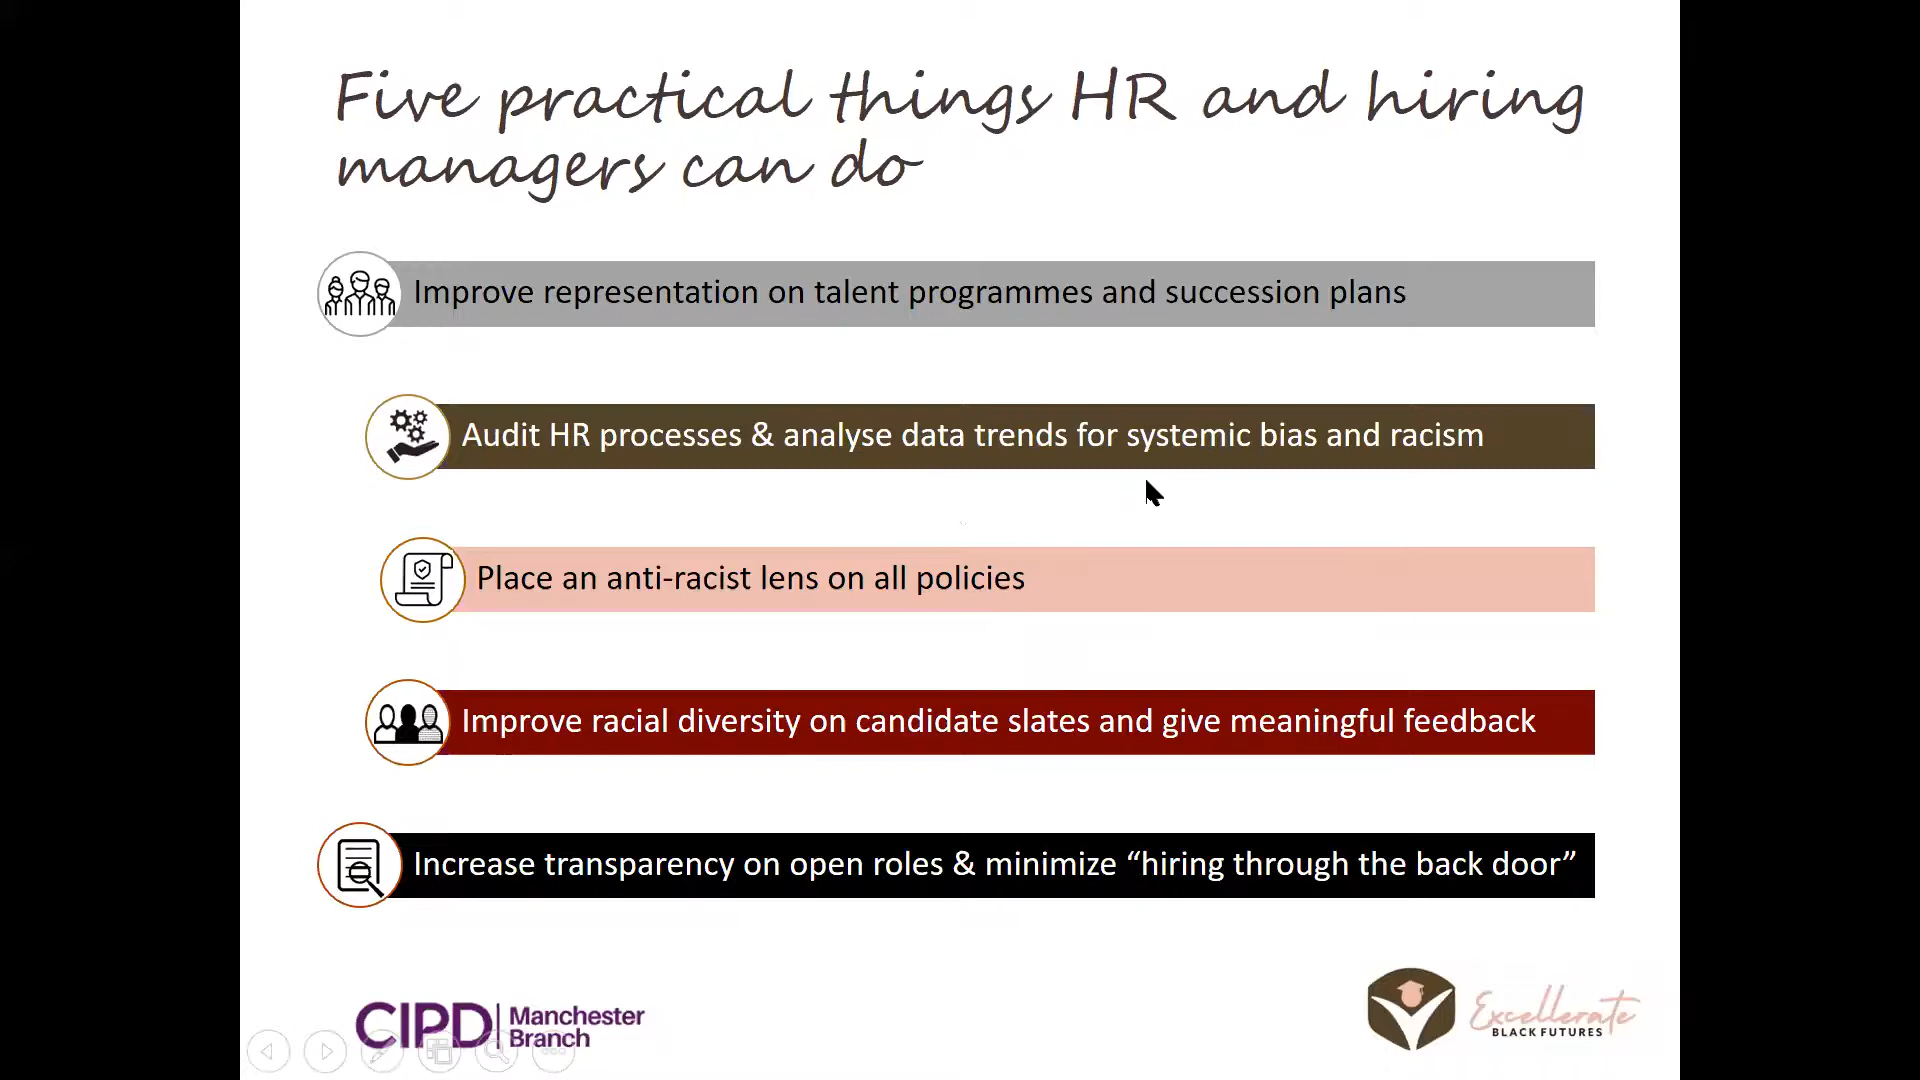 Five practical things HR and hiring
managers can do
Improve representation on talent programmes and succession plans
Audit HR processes & analyse data trends for systemic bias and racism
Place an anti-racist lens on all policies
Improve racial diversity on candidate slates and give meaningful feedback
Increase transparency on open roles & minimize “hiring through the back door”
CIPD Manchester
Branch
Excellerate
BLACK FUTURES